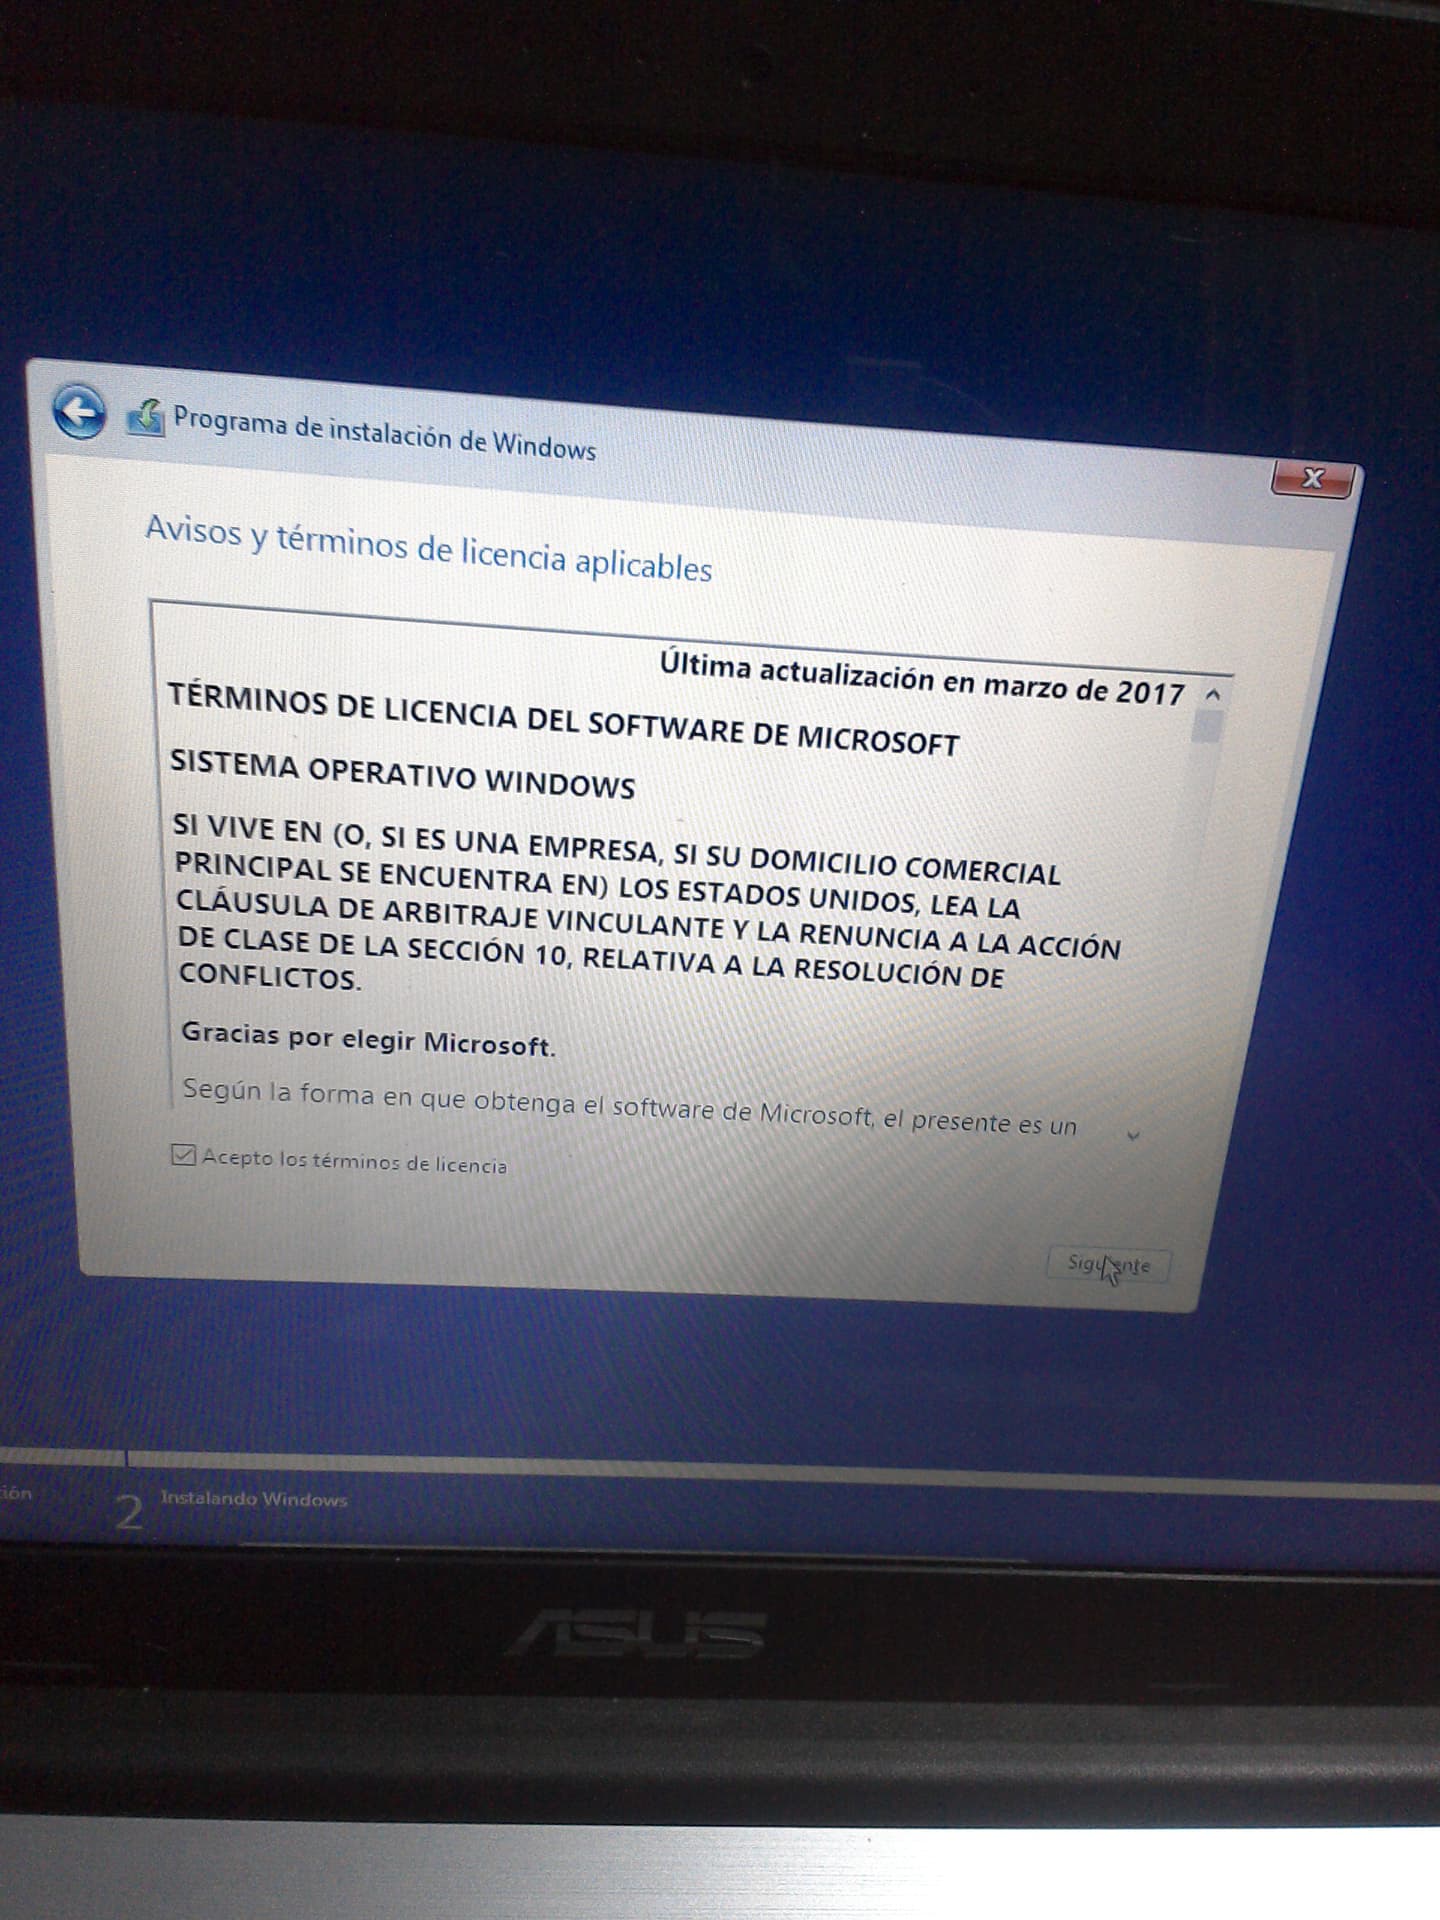 Programa de instalación de Windows
Avisos y términos de licencia aplicables
Última actualización en marzo de 2017
TÉRMINOS DE LICENCIA DEL SOFTWARE DE MICROSOFT
SISTEMA OPERATIVO WINDOWS
SI VIVE EN (O, SI ES UNA EMPRESA, SI SU DOMICILIO COMERCIAL
PRINCIPAL SE ENCUENTRA EN) LOS ESTADOS UNIDOS, LEA LA
CLÁUSULA DE ARBITRAJE VINCULANTE Y LA RENUNCIA A LA ACCIÓN
DE CLASE DE LA SECCIÓN 10, RELATIVA A LA RESOLUCIÓN DE
CONFLICTOS.
Gracias por elegir Microsoft.
Según la forma en que obtenga el software de Microsoft, el presente es un
Acepto los términos de licencia
Siguiente
ión
2 Instalando Windows
ASUS